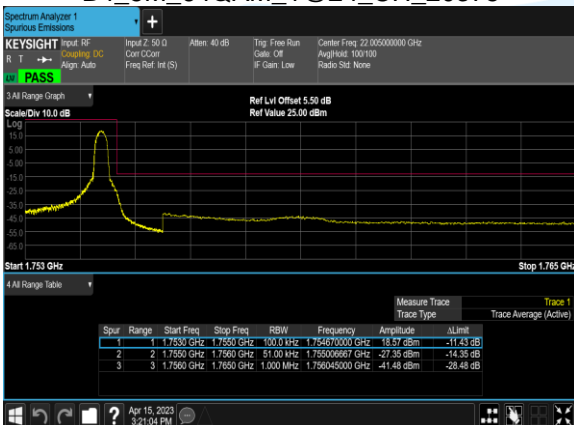 Spectrum Analyzer 1
Spurious Emissions
+
KEYSIGHT Input: RF Input Z: 50 Ω Atten: 40 dB Trig: Free Run Center Freq: 22.005000000 GHz
R T Coupling: DC Corr CCorr Gate: Off Avg|Hold: 100/100
Align: Auto Freq Ref: Int (S) IF Gain: Low Radio Std: None
LW PASS
3 All Range Graph
Ref Lvl Offset 5.50 dB
Scale/Div 10.0 dB Ref Value 25.00 dBm
Log
15.0
5.00
-5.00
-15.0
-25.0
-35.0
-45.0
-55.0
-65.0
Start 1.753 GHz Stop 1.765 GHz
4 All Range Table
Measure Trace Trace 1
Trace Type Trace Average (Active)
Spur Range Start Freq Stop Freq RBW Frequency Amplitude ΔLimit
1 1 1.7530 GHz 1.7550 GHz 100.0 kHz 1.754670000 GHz 18.57 dBm -11.43 dB
2 2 1.7550 GHz 1.7560 GHz 51.00 kHz 1.755006667 GHz -27.35 dBm -14.35 dB
3 3 1.7560 GHz 1.7650 GHz 1.000 MHz 1.756045000 GHz -41.48 dBm -28.48 dB
? Apr 15, 2023
3:21:04 PM